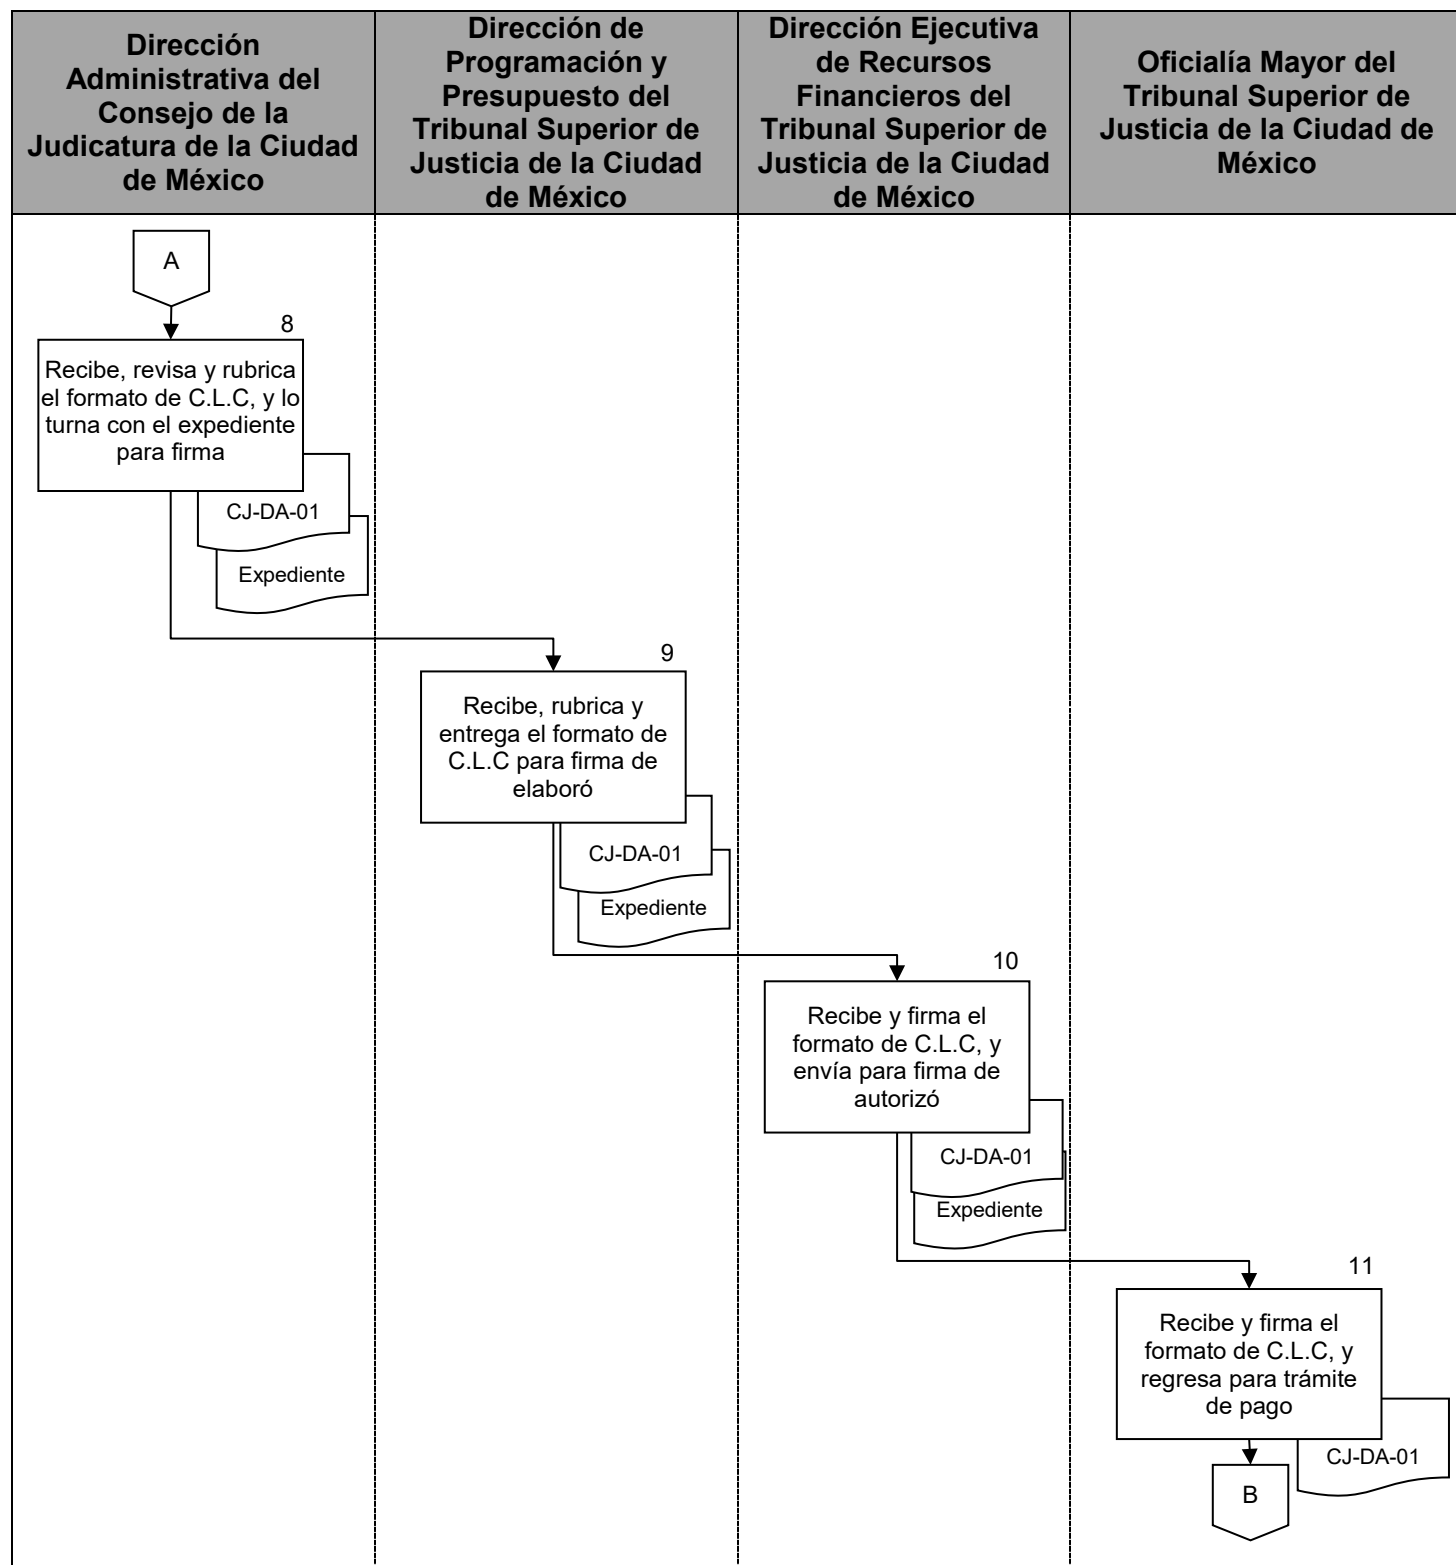 Dirección
Administrativa del
Consejo de la
Judicatura de la Ciudad
de México
Dirección de
Programación y
Presupuesto del
Tribunal Superior de
Justicia de la Ciudad
de México
Dirección Ejecutiva
de Recursos
Financieros del
Tribunal Superior de
Justicia de la Ciudad
de México
Oficialía Mayor del
Tribunal Superior de
Justicia de la Ciudad de
México
A
8
Recibe, revisa y rubrica
el formato de C.L.C, y lo
turna con el expediente
para firma
CJ-DA-01
Expediente
9
Recibe, rubrica y
entrega el formato de
C.L.C para firma de
elaboró
CJ-DA-01
Expediente
10
Recibe y firma el
formato de C.L.C, y
envía para firma de
autorizó
CJ-DA-01
Expediente
11
Recibe y firma el
formato de C.L.C, y
regresa para trámite
de pago
CJ-DA-01
B